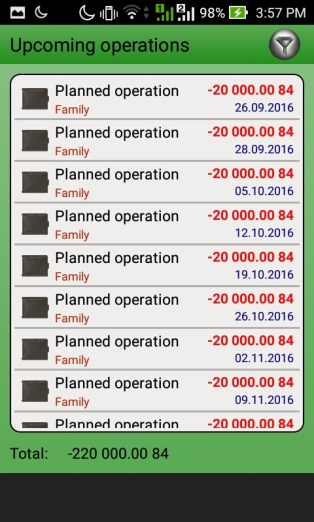 1 2 98% 3:57 PM
Upcoming operations
Planned operation -20 000.00 84
Family 26.09.2016
Planned operation -20 000.00 84
Family 28.09.2016
Planned operation -20 000.00 84
Family 05.10.2016
Planned operation -20 000.00 84
Family 12.10.2016
Planned operation -20 000.00 84
Family 19.10.2016
Planned operation -20 000.00 84
Family 26.10.2016
Planned operation -20 000.00 84
Family 02.11.2016
Planned operation -20 000.00 84
Family 09.11.2016
Planned operation -20 000.00 84
Total: -220 000.00 84